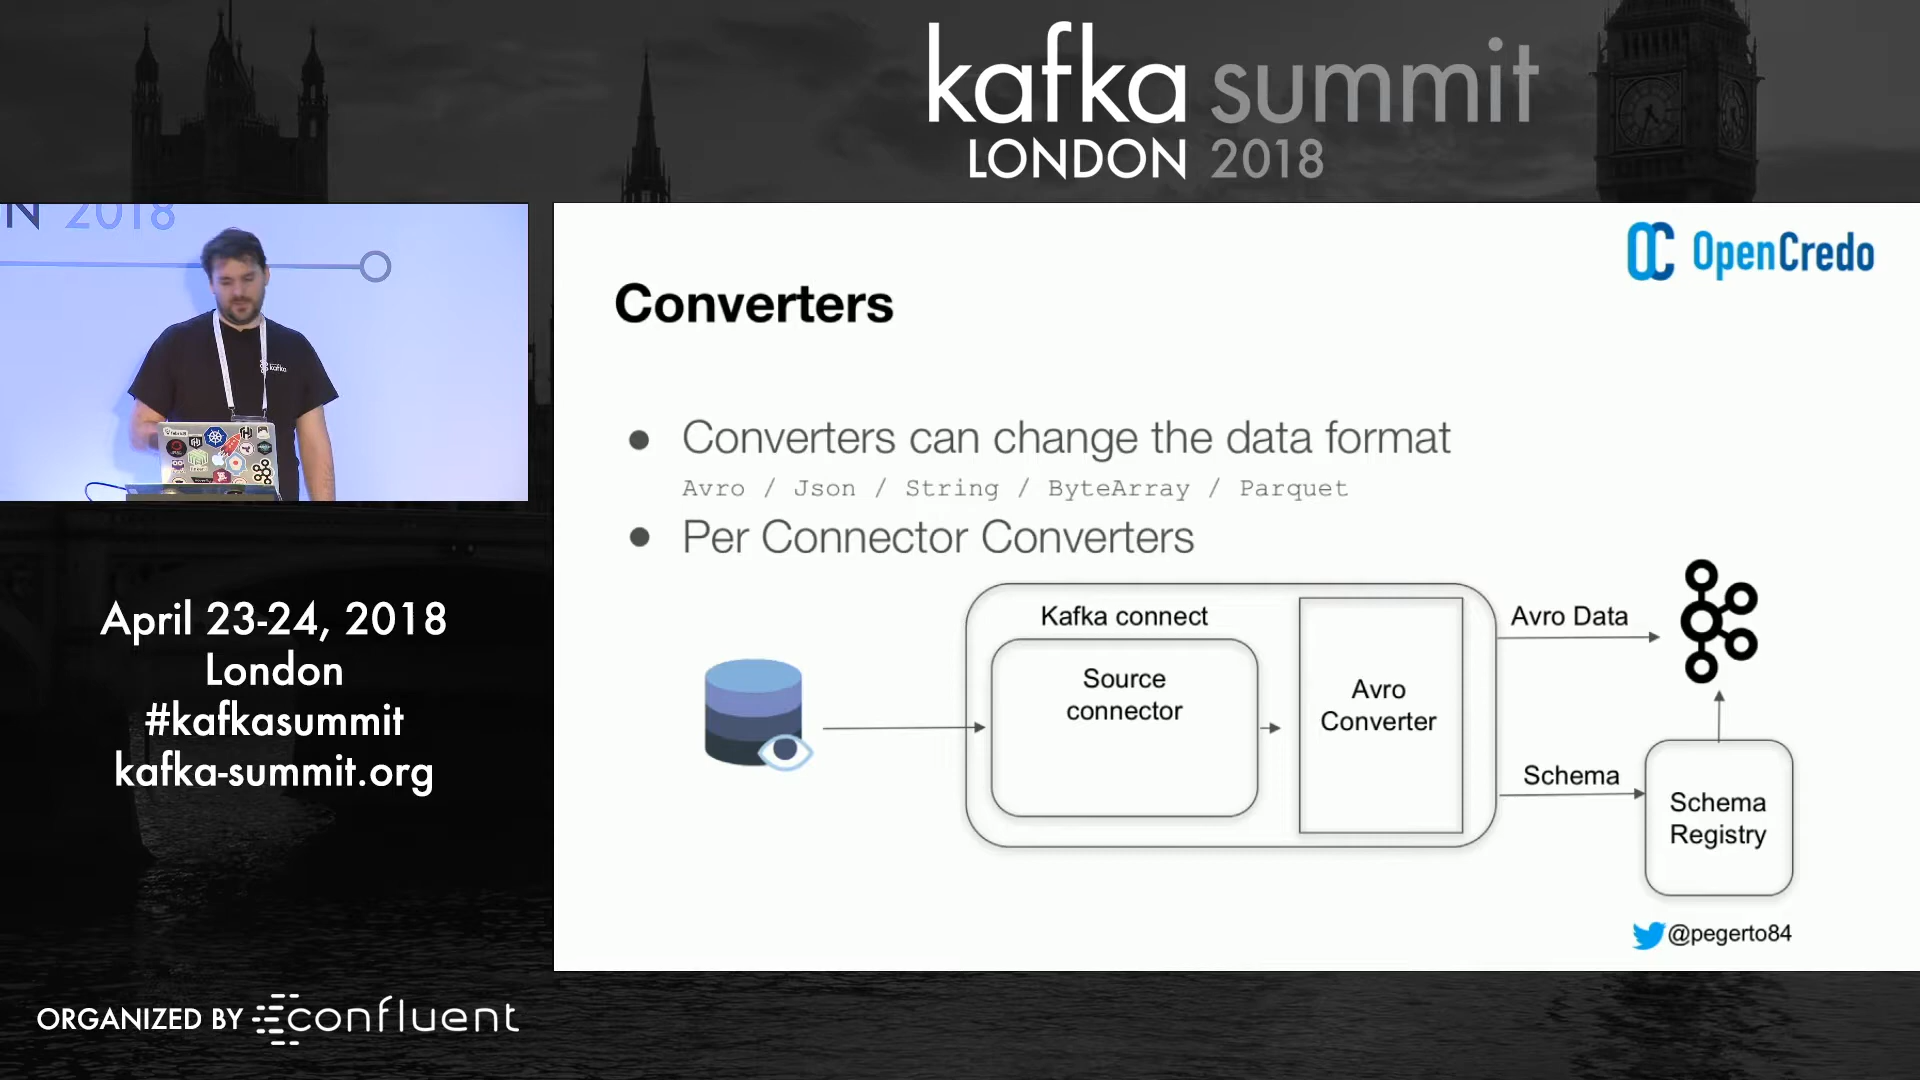 kafka summit
LONDON 2018
N 2018
kafka
OpenCredo
Converters
● Converters can change the data format
Avro / Json / String / ByteArray / Parquet
● Per Connector Converters
Kafka connect
Source
connector
Avro
Converter
Avro Data
Schema
Schema
Registry
@pegerto84
April 23-24, 2018
London
#kafkasummit
kafka-summit.org
ORGANIZED BY confluent